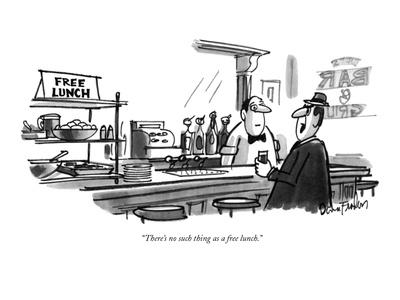 FREE
LUNCH
BAR
&
GRILL
"There's no such thing as a free lunch."